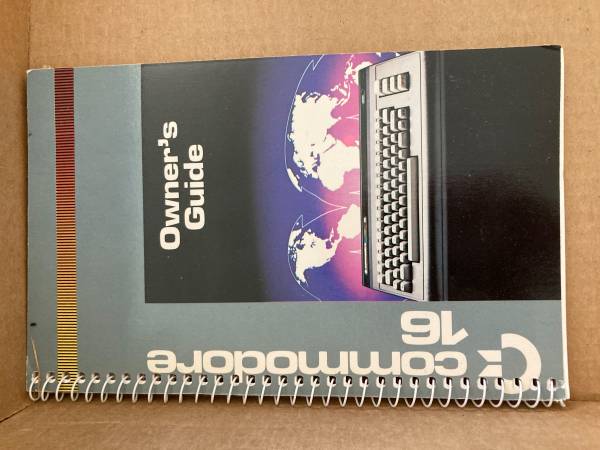 commodore
16
Owner's
Guide